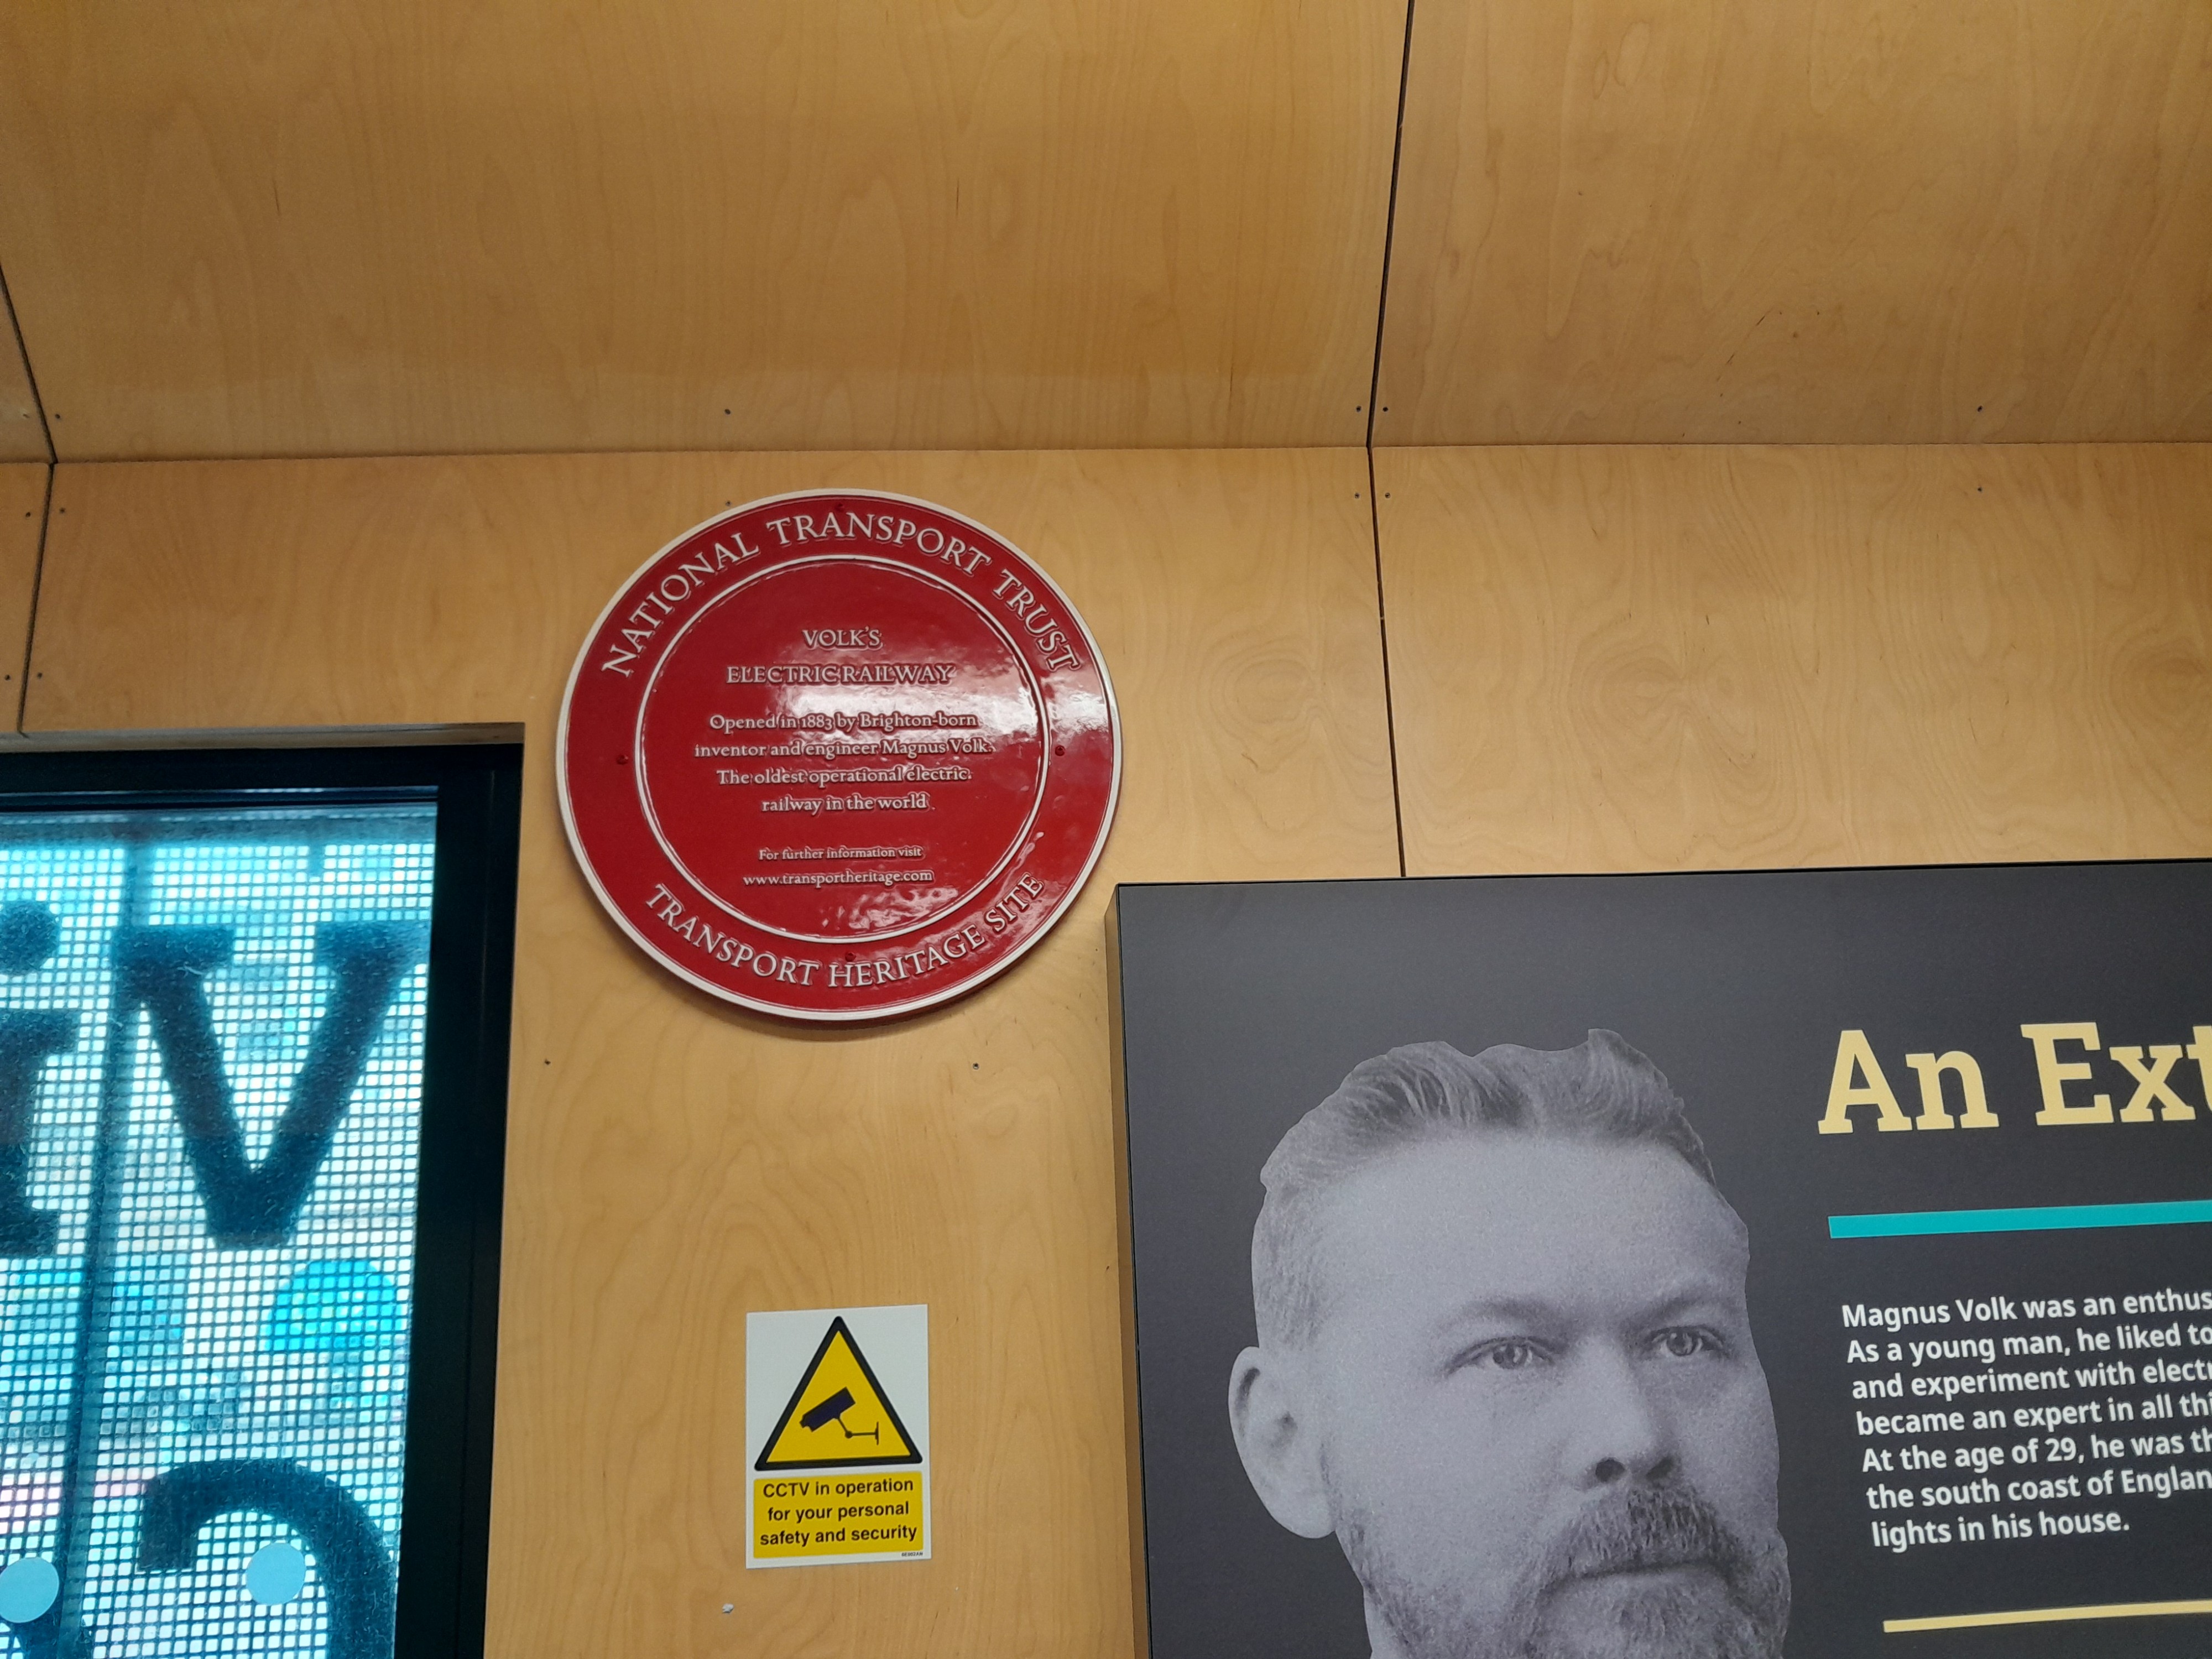 NATIONAL TRANSPORT TRUST
VOLK'S
ELECTRIC RAILWAY
Opened in 1883 by Brighton-born
inventor and engineer Magnus Volk.
The oldest operational electric
railway in the world.
For further information visit
www.transportheritage.com
TRANSPORT HERITAGE SITE
CCTV in operation
for your personal
safety and security
An Ext
Magnus Volk was an enthus
As a young man, he liked to
and experiment with electr
became an expert in all thi
At the age of 29, he was th
the south coast of Englan
lights in his house.